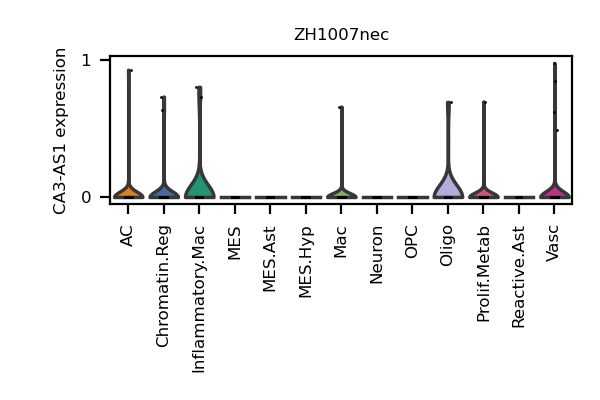 ZH1007nec
CA3-AS1 expression
1
0
AC
Chromatin.Reg
Inflammatory.Mac
MES
MES.Ast
MES.Hyp
Mac
Neuron
OPC
Oligo
Prolif.Metab
Reactive.Ast
Vasc